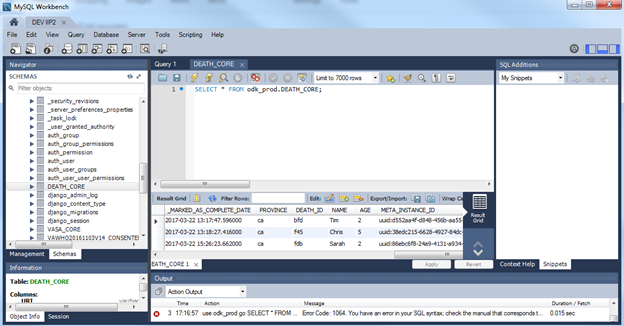 MySQL Workbench
DEV IIP2
File Edit View Query Database Server Tools Scripting Help
Navigator
SCHEMAS
Filter objects
_security_revisions
_server_preferences_properties
_task_lock
_user_granted_authority
auth_group
auth_group_permissions
auth_permission
auth_user
auth_user_groups
auth_user_user_permissions
DEATH_CORE
django_admin_log
django_content_type
django_migrations
django_session
VASA_CORE
Management Schemas
Information
Table: DEATH_CORE
Columns:
Object Info Session
Query 1 DEATH_CORE
Limit to 7000 rows
1 SELECT * FROM odk_prod.DEATH_CORE;
Result Grid Filter Rows: Edit: Export/Import: Wrap Ce
_MARKED_AS_COMPLETE_DATE PROVINCE DEATH_ID NAME AGE META_INSTANCE_ID
2017-03-22 13:17:47.596000 ca bfd Tim 2 uuid:d552aa4f-d848-456b-aa55
2017-03-22 13:18:27.416000 ca f45 Chris 5 uuid:38edc215-6628-4927-84dc
2017-03-22 15:26:23.662000 ca fdb Sarah 2 uuid:86ebc6f8-24a9-4131-a934
Result Grid
EATH_CORE 1 Apply Revert
SQL Additions
My Snippets
Context Help Snippets
Output
Action Output
Time Action Message Duration / Fetch
3 17:16:57 use odk_prod go SELECT * FROM ... Error Code: 1064. You have an error in your SQL syntax; check the manual that corresponds t... 0.015 sec